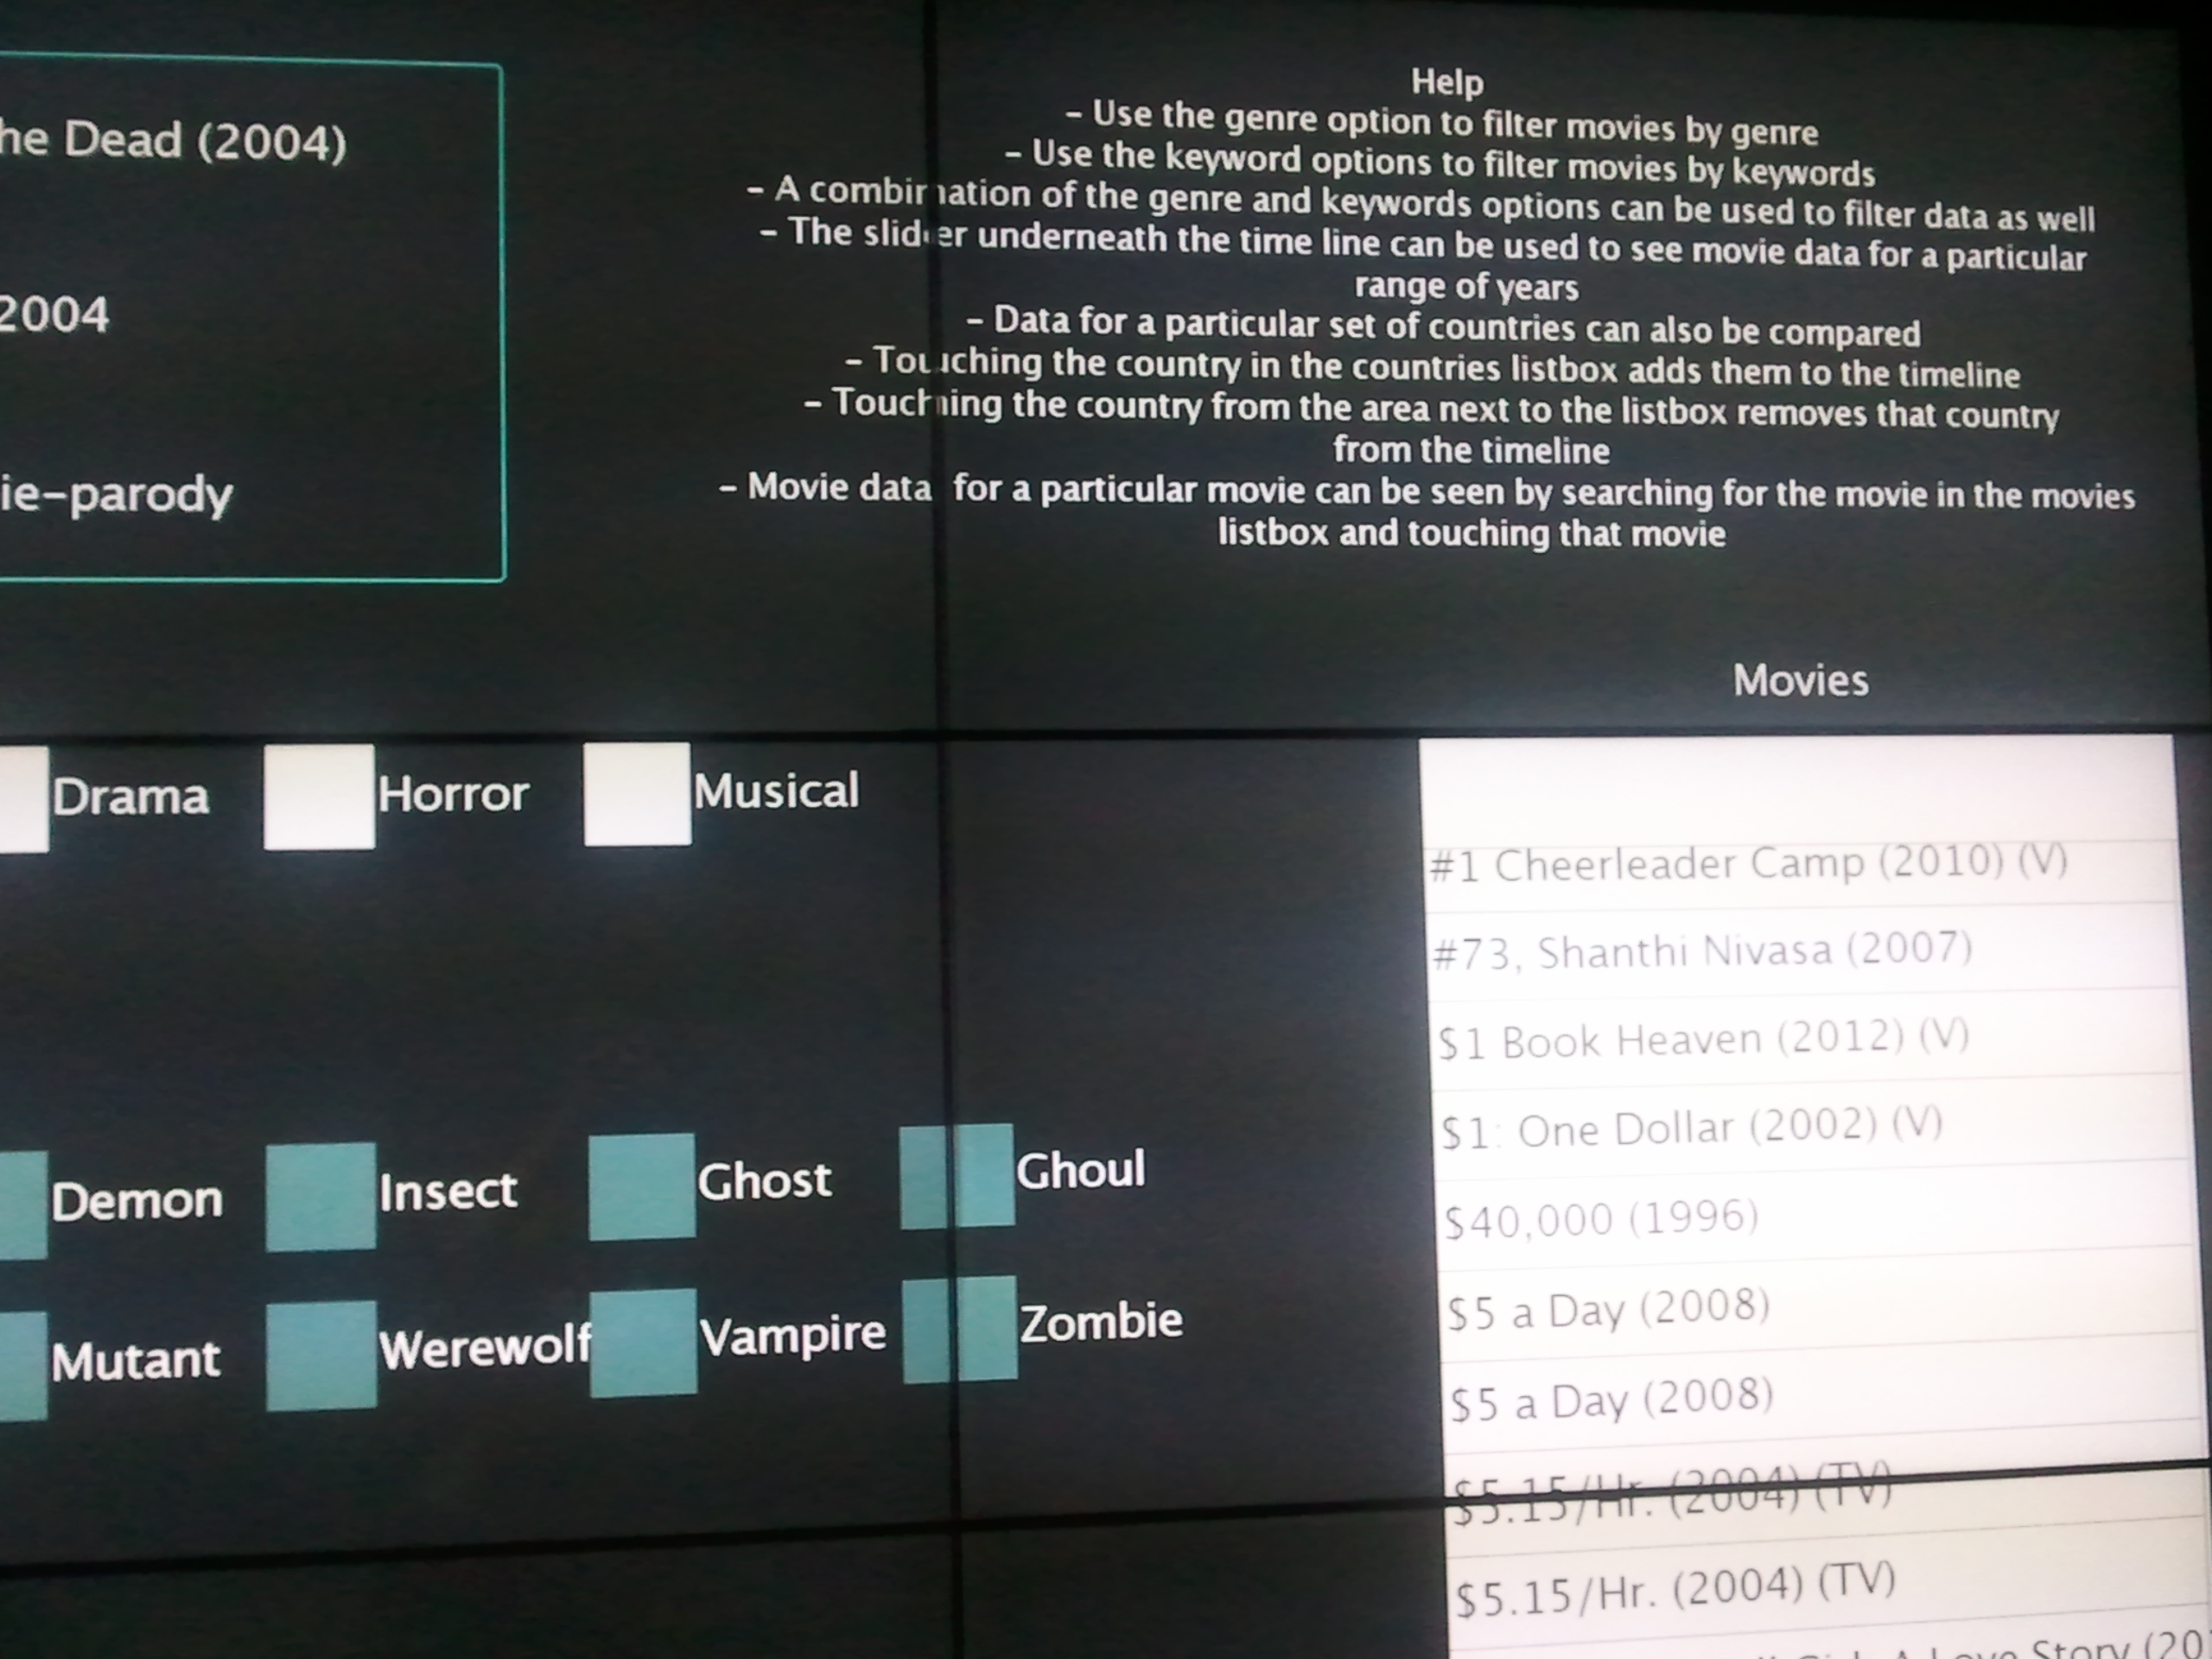 he Dead (2004)
2004
ie-parody
Help
- Use the genre option to filter movies by genre
- Use the keyword options to filter movies by keywords
- A combination of the genre and keywords options can be used to filter data as well
- The slider underneath the time line can be used to see movie data for a particular
range of years
- Data for a particular set of countries can also be compared
- Touching the country in the countries listbox adds them to the timeline
- Touching the country from the area next to the listbox removes that country
from the timeline
- Movie data for a particular movie can be seen by searching for the movie in the movies
listbox and touching that movie
Drama Horror Musical
Demon Insect Ghost Ghoul
Mutant Werewolf Vampire Zombie
Movies
#1 Cheerleader Camp (2010) (V)
#73, Shanthi Nivasa (2007)
$1 Book Heaven (2012) (V)
$1: One Dollar (2002) (V)
$40,000 (1996)
$5 a Day (2008)
$5 a Day (2008)
$5.15/Hr. (2004) (TV)
$5.15/Hr. (2004) (TV)
A Love Story (20